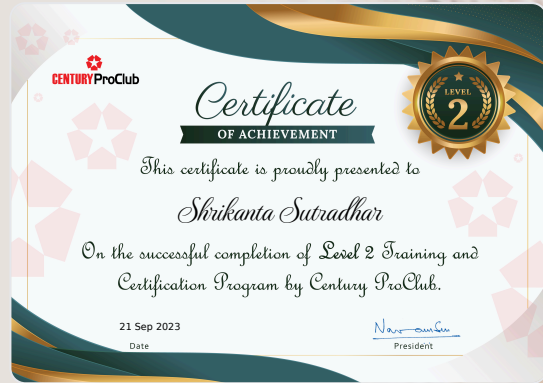 CENTURY ProClub
Certificate
OF ACHIEVEMENT
LEVEL
2
This certificate is proudly presented to
Shrikanta Sutradhar
On the successful completion of Level 2 Training and
Certification Program by Century ProClub.
21 Sep 2023
Date
President